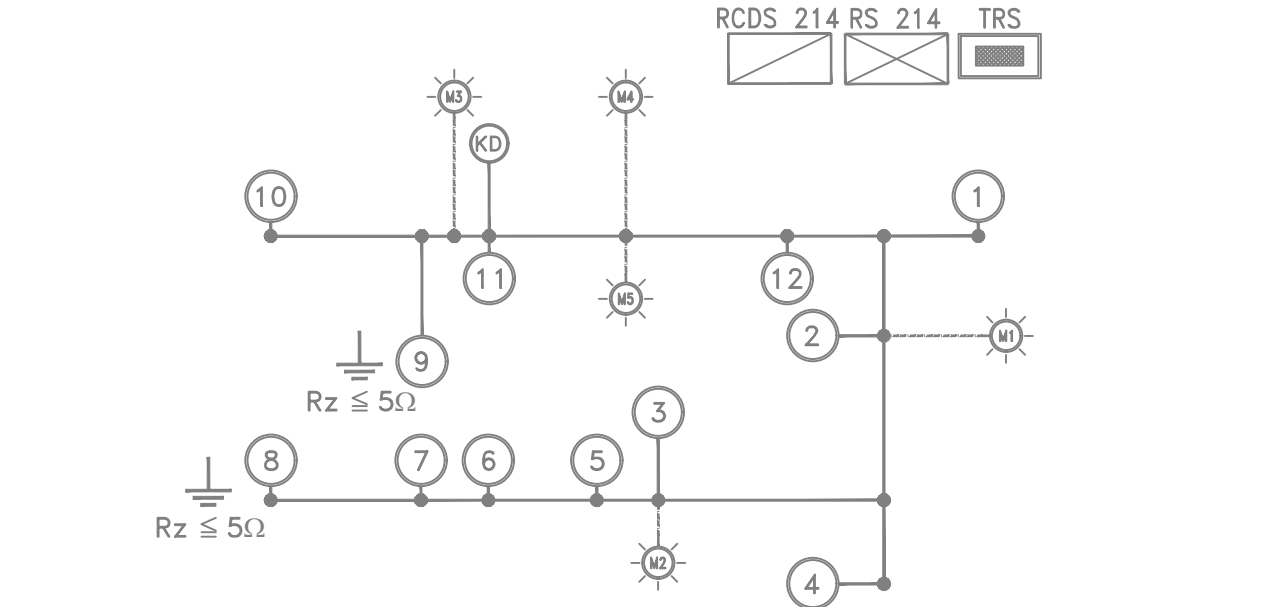 RCDS 214 RS 214 TRS
M3 M4
KD
10 1
11 12
M5
2 M1
9
Rz ≦ 5Ω
3
8 7 6 5
Rz ≦ 5Ω
M2
4